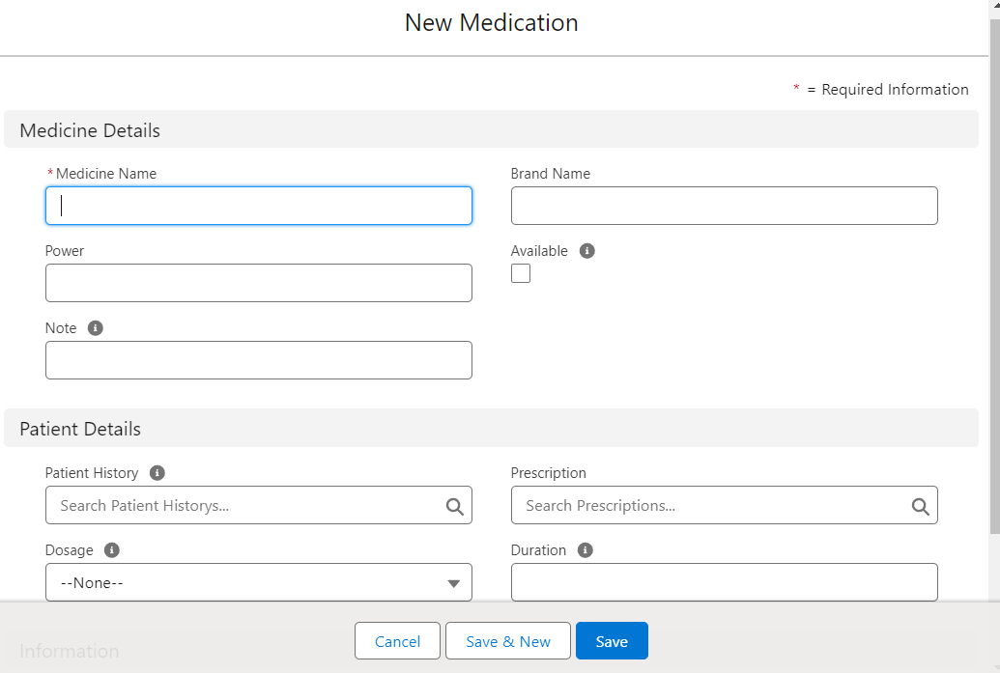 New Medication
* = Required Information
Medicine Details
*Medicine Name
Brand Name
Power
Available
Note
Patient Details
Patient History
Prescription
Search Patient Historys...
Search Prescriptions...
Dosage
Duration
--None--
Information
Cancel
Save & New
Save